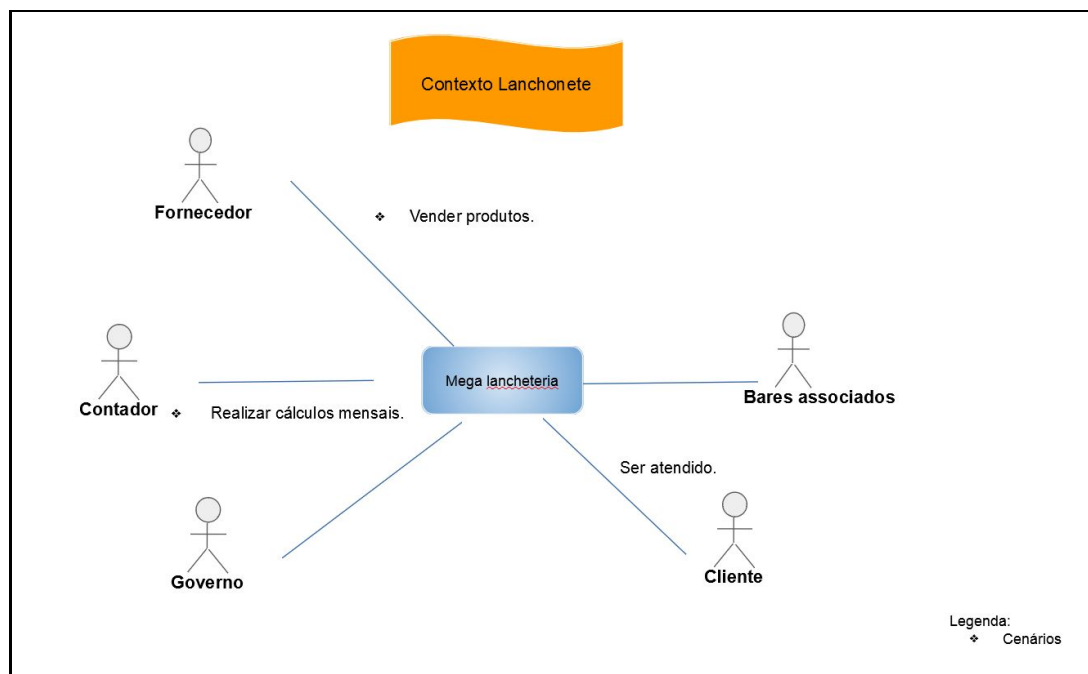 Contexto Lanchonete
Fornecedor
❖ Vender produtos.
Mega lancheteria
Contador
❖ Realizar cálculos mensais.
Bares associados
Ser atendido.
Governo
Cliente
Legenda:
❖ Cenários